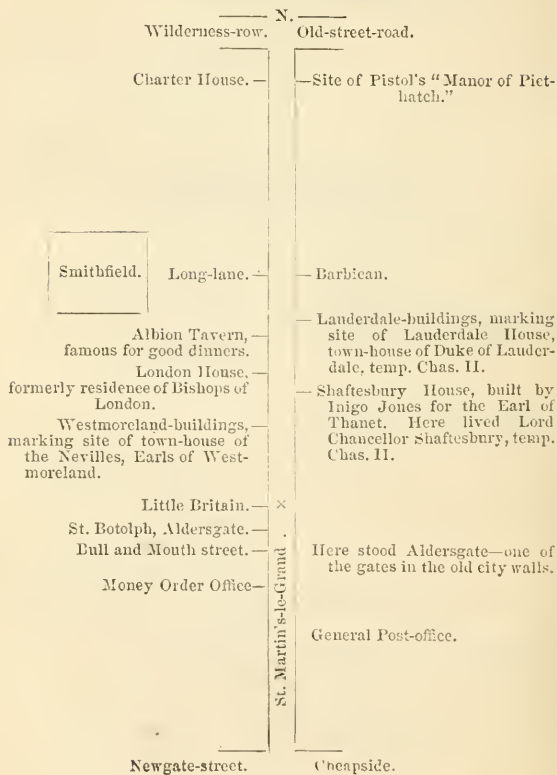 N.
Wilderness-row. Old-street-road.
Charter House.
Site of Pistol's "Manor of Pict-
hatch."
Smithfield.
Long-lane.
Barbican.
Lauderdale-buildings, marking
site of Lauderdale House,
town-house of Duke of Lauder-
dale, temp. Chas. II.
Albion Tavern,
famous for good dinners.
London House,
formerly residence of Bishops of
London.
Shaftesbury House, built by
Inigo Jones for the Earl of
Thanet. Here lived Lord
Chancellor Shaftesbury, temp.
Chas. II.
Westmoreland-buildings,
marking site of town-house of
the Nevilles, Earls of West-
moreland.
Little Britain.
×
St. Botolph, Aldersgate.
Bull and Mouth street.
Here stood Aldersgate—one of
the gates in the old city walls.
Money Order Office
St. Martin's-le-Grand
General Post-office.
Newgate-street. Cheapside.